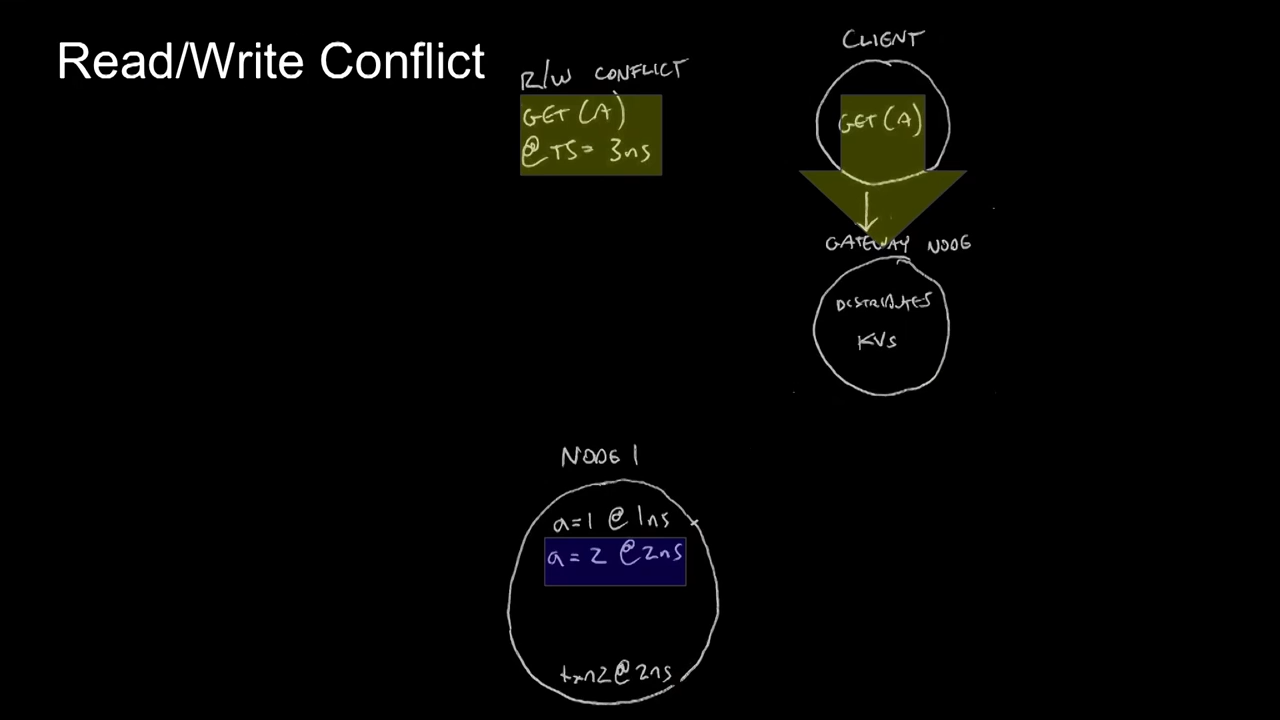 Read/Write Conflict
R/W CONFLICT
GET(A)
@ TS= 3ns
CLIENT
GET(A)
GATEWAY NODE
DISTRIBUTES
KVs
NODE 1
a=1 @ 1ns
a=2 @2ns
txn2@2ns